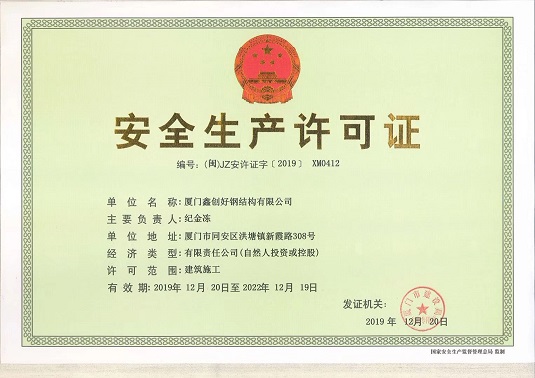 安全生产许可证
编号：(闽)JZ安许证字〔2019〕 XM0412
单位名称：厦门鑫创好钢结构有限公司
主要负责人：纪金冻
单位地址：厦门市同安区洪塘镇新霞路308号
经济类型：有限责任公司(自然人投资或控股)
许可范围：建筑施工
有效期：2019年 12月 20日至2022年 12月 19日
发证机关：
2019 年 12月 20日
国家安全生产监督管理总局 监制